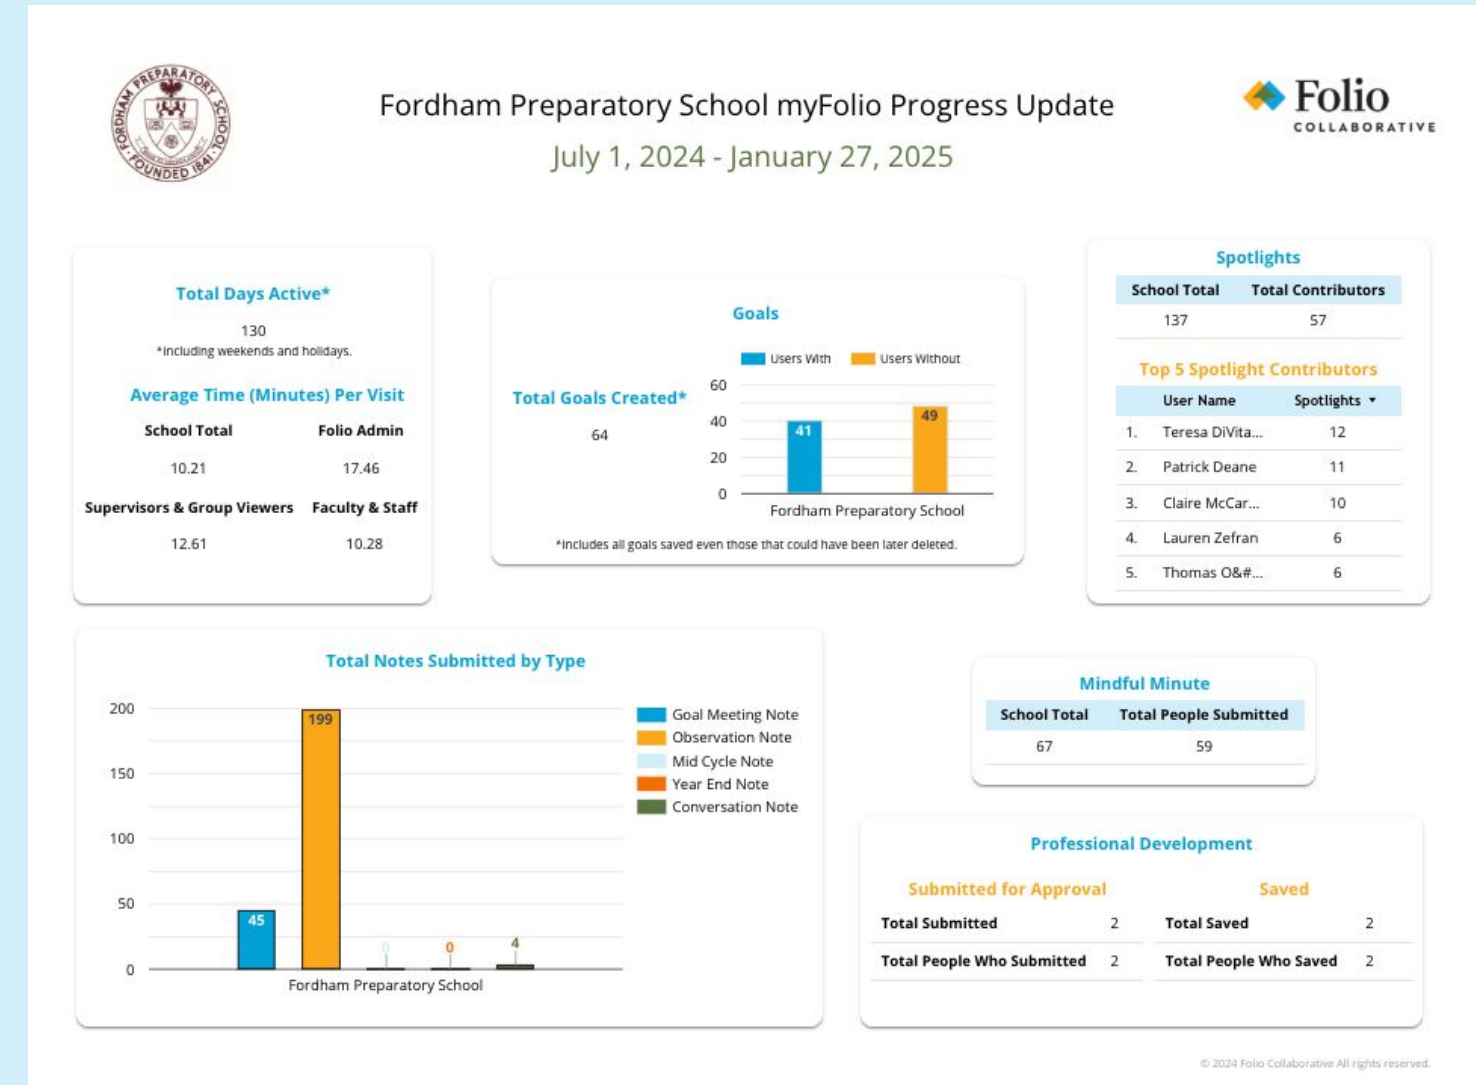 FORDHAM PREPARATORY SCHOOL
FOUNDED 1841
Fordham Preparatory School myFolio Progress Update
July 1, 2024 - January 27, 2025
Folio
COLLABORATIVE
Total Days Active*
130
*Including weekends and holidays.
Average Time (Minutes) Per Visit
School Total Folio Admin
10.21 17.46
Supervisors & Group Viewers Faculty & Staff
12.61 10.28
Goals
Users With Users Without
Total Goals Created*
64
60
40
20
0
41
49
Fordham Preparatory School
*Includes all goals saved even those that could have been later deleted.
Spotlights
School Total Total Contributors
137 57
Top 5 Spotlight Contributors
User Name Spotlights
1. Teresa DiVita... 12
2. Patrick Deane 11
3. Claire McCar... 10
4. Lauren Zefran 6
5. Thomas O&#... 6
Total Notes Submitted by Type
200
150
100
50
0
45
199
0
0
4
Fordham Preparatory School
Goal Meeting Note
Observation Note
Mid Cycle Note
Year End Note
Conversation Note
Mindful Minute
School Total Total People Submitted
67 59
Professional Development
Submitted for Approval Saved
Total Submitted 2 Total Saved 2
Total People Who Submitted 2 Total People Who Saved 2
© 2024 Folio Collaborative All rights reserved.